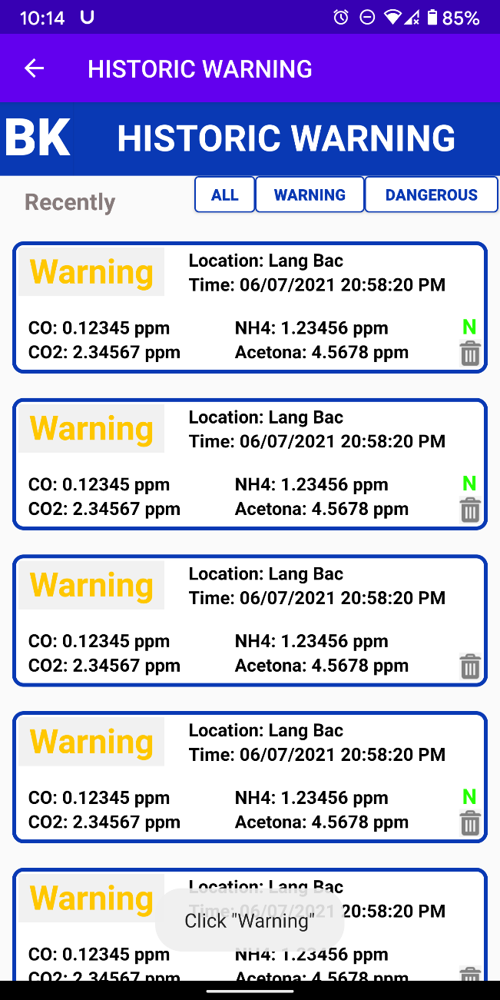 10:14 85%
HISTORIC WARNING
BK HISTORIC WARNING
Recently ALL WARNING DANGEROUS
Warning Location: Lang Bac
Time: 06/07/2021 20:58:20 PM
CO: 0.12345 ppm NH4: 1.23456 ppm N
CO2: 2.34567 ppm Acetona: 4.5678 ppm
Warning Location: Lang Bac
Time: 06/07/2021 20:58:20 PM
CO: 0.12345 ppm NH4: 1.23456 ppm N
CO2: 2.34567 ppm Acetona: 4.5678 ppm
Warning Location: Lang Bac
Time: 06/07/2021 20:58:20 PM
CO: 0.12345 ppm NH4: 1.23456 ppm
CO2: 2.34567 ppm Acetona: 4.5678 ppm
Warning Location: Lang Bac
Time: 06/07/2021 20:58:20 PM
CO: 0.12345 ppm NH4: 1.23456 ppm N
CO2: 2.34567 ppm Acetona: 4.5678 ppm
Warning Location: Lang Bac
Time: 06/07/2021 20:58:20 PM
Click "Warning"
CO: 0.12345 ppm NH4: 1.23456 ppm
CO2: 2.34567 ppm Acetona: 4.5678 ppm